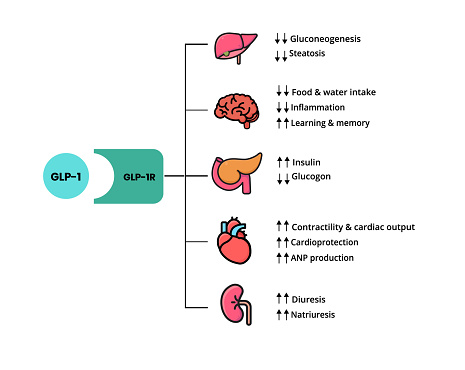 GLP-1
GLP-1R
↓↓ Gluconeogenesis
↓↓ Steatosis
↓↓ Food & water intake
↓↓ Inflammation
↑↑ Learning & memory
↑↑ Insulin
↓↓ Glucogon
↑↑ Contractility & cardiac output
↑↑ Cardioprotection
↑↑ ANP production
↑↑ Diuresis
↑↑ Natriuresis